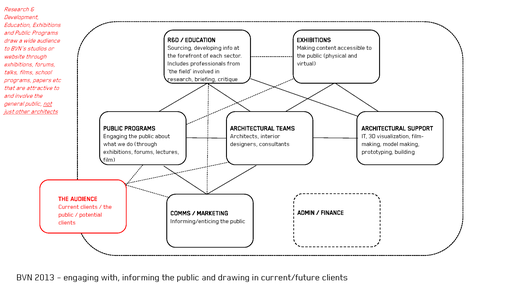 Research &
Development,
Education, Exhibitions
and Public Programs
draw a wide audience
to BVN's studios or
website through
exhibitions, forums,
talks, films, school
programs, papers etc
that are attractive to
and involve the
general public, not
just other architects
R&D / EDUCATION
Sourcing, developing info at
the forefront of each sector.
Includes professionals from
'the field' involved in
research, briefing, critique
EXHIBITIONS
Making content accessible to
the public (physical and
virtual)
PUBLIC PROGRAMS
Engaging the public about
what we do (through
exhibitions, forums, lectures,
film)
ARCHITECTURAL TEAMS
Architects, interior
designers, consultants
ARCHITECTURAL SUPPORT
IT, 3D visualization, film-
making, model making,
prototyping, building
THE AUDIENCE
Current clients / the
public / potential
clients
COMMS / MARKETING
Informing/enticing the public
ADMIN / FINANCE
BVN 2013 - engaging with, informing the public and drawing in current/future clients